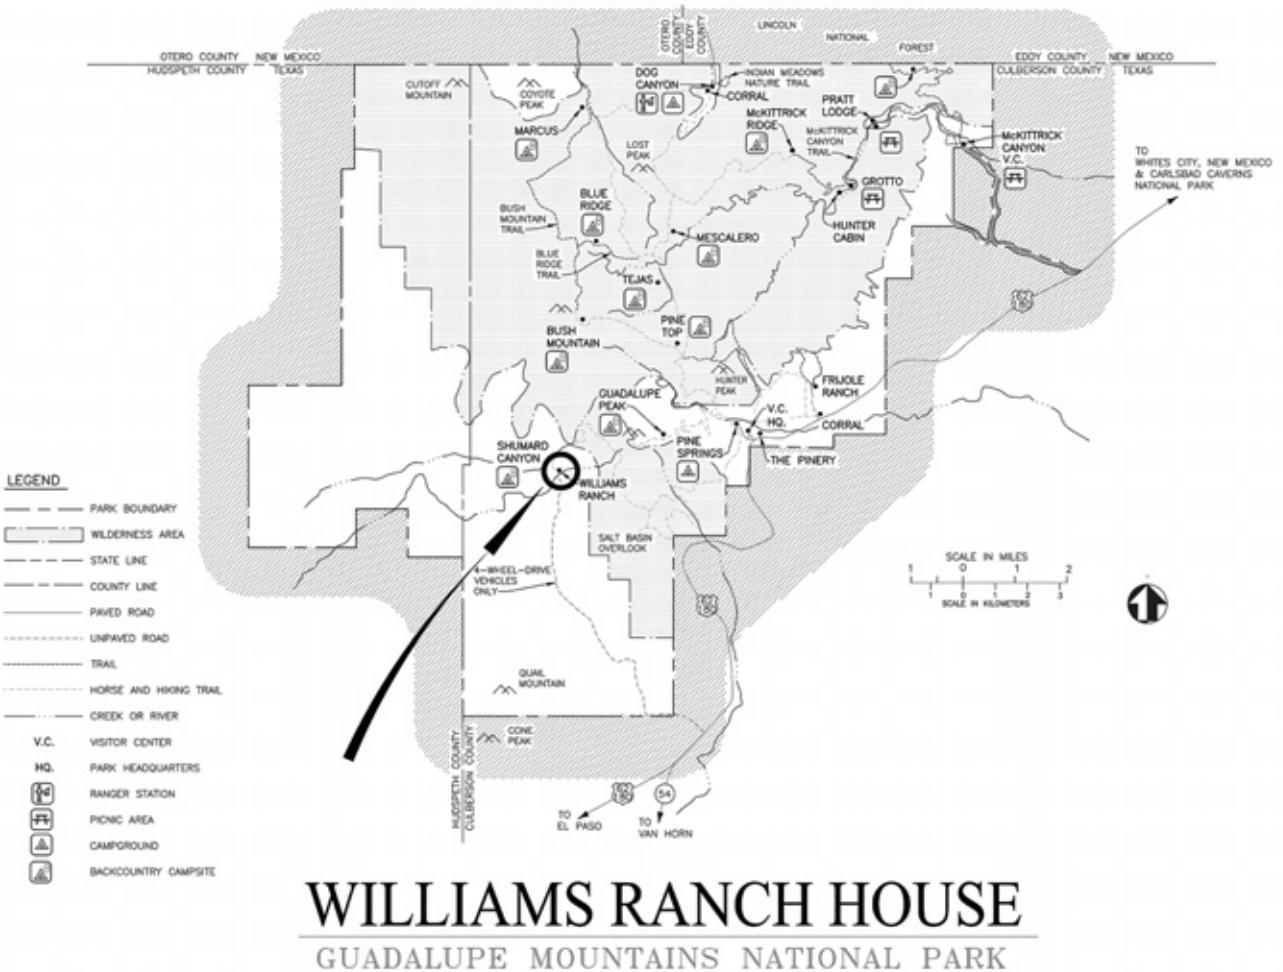 LINCOLN
NATIONAL
FOREST
OTERO COUNTY
EDDY COUNTY
OTERO COUNTY NEW MEXICO
HUDSPETH COUNTY TEXAS
EDDY COUNTY NEW MEXICO
CULBERSON COUNTY TEXAS
CUTOFF
MOUNTAIN
COYOTE
PEAK
DOG
CANYON
INDIAN MEADOWS
NATURE TRAIL
CORRAL
MARCUS
McKITTRICK
RIDGE
PRATT
LODGE
McKITTRICK
CANYON
TRAIL
McKITTRICK
CANYON
V.C.
TO
WHITES CITY, NEW MEXICO
& CARLSBAD CAVERNS
NATIONAL PARK
LOST
PEAK
BLUE
RIDGE
GROTTO
BUSH
MOUNTAIN
TRAIL
HUNTER
CABIN
MESCALERO
BLUE
RIDGE
TRAIL
TEJAS
62
180
BUSH
MOUNTAIN
PINE
TOP
HUNTER
PEAK
FRIJOLE
RANCH
GUADALUPE
PEAK
V.C.
HQ.
CORRAL
SHUMARD
CANYON
PINE
SPRINGS
THE PINERY
WILLIAMS
RANCH
SALT BASIN
OVERLOOK
4-WHEEL-DRIVE
VEHICLES
ONLY
62
180
SCALE IN MILES
1 0 1 2
1 0 1 2 3
SCALE IN KILOMETERS
QUAIL
MOUNTAIN
CONE
PEAK
HUDSPETH COUNTY
CULBERSON COUNTY
62
180
54
TO
EL PASO
TO
VAN HORN
LEGEND
PARK BOUNDARY
WILDERNESS AREA
STATE LINE
COUNTY LINE
PAVED ROAD
UNPAVED ROAD
TRAIL
HORSE AND HIKING TRAIL
CREEK OR RIVER
V.C. VISITOR CENTER
HQ. PARK HEADQUARTERS
RANGER STATION
PICNIC AREA
CAMPGROUND
BACKCOUNTRY CAMPSITE
WILLIAMS RANCH HOUSE
GUADALUPE MOUNTAINS NATIONAL PARK